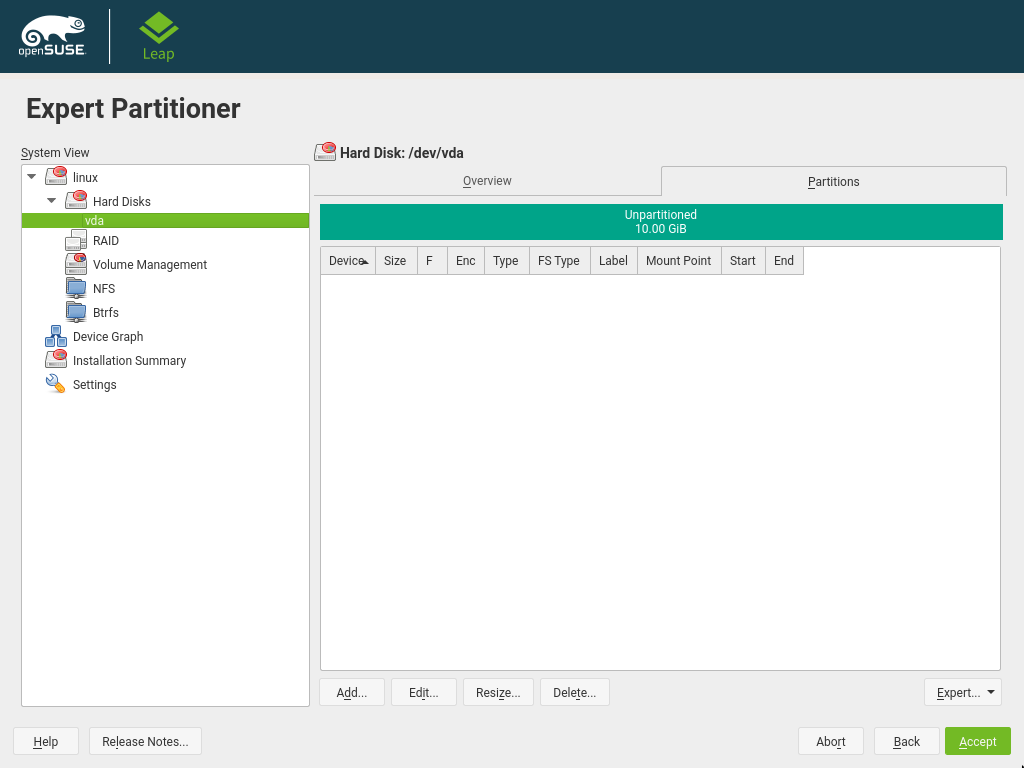 openSUSE
Leap
Expert Partitioner
System View
linux
Hard Disks
vda
RAID
Volume Management
NFS
Btrfs
Device Graph
Installation Summary
Settings
Hard Disk: /dev/vda
Overview
Partitions
Unpartitioned
10.00 GiB
Device Size F Enc Type FS Type Label Mount Point Start End
Add... Edit... Resize... Delete... Expert...
Help Release Notes... Abort Back Accept